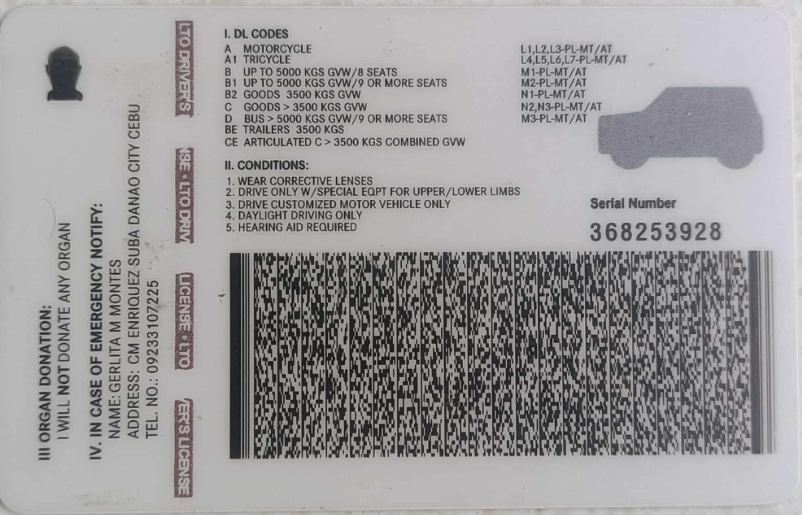 I. DL CODES
A MOTORCYCLE L1,L2,L3-PL-MT/AT
A1 TRICYCLE L4,L5,L6,L7-PL-MT/AT
B UP TO 5000 KGS GVW/8 SEATS M1-PL-MT/AT
B1 UP TO 5000 KGS GVW/9 OR MORE SEATS M2-PL-MT/AT
B2 GOODS 3500 KGS GVW N1-PL-MT/AT
C GOODS > 3500 KGS GVW N2,N3-PL-MT/AT
D BUS > 5000 KGS GVW/9 OR MORE SEATS M3-PL-MT/AT
BE TRAILERS 3500 KGS
CE ARTICULATED C > 3500 KGS COMBINED GVW
II. CONDITIONS:
1. WEAR CORRECTIVE LENSES
2. DRIVE ONLY W/SPECIAL EQPT FOR UPPER/LOWER LIMBS
3. DRIVE CUSTOMIZED MOTOR VEHICLE ONLY
4. DAYLIGHT DRIVING ONLY
5. HEARING AID REQUIRED
Serial Number
368253928
III ORGAN DONATION:
I WILL NOT DONATE ANY ORGAN
IV. IN CASE OF EMERGENCY NOTIFY:
NAME: GERLITA M MONTES
ADDRESS: CM ENRIQUEZ SUBA DANAO CITY CEBU
TEL. NO.: 09233107225
LTO DRIVER'S
NSE • LTO DRIV
LICENSE • LTO
VER'S LICENSE